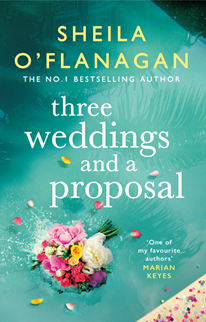 SHEILA
O'FLANAGAN
THE NO.1 BESTSELLING AUTHOR
three
weddings
and a
proposal
'One of
my favourite
authors'
MARIAN
KEYES